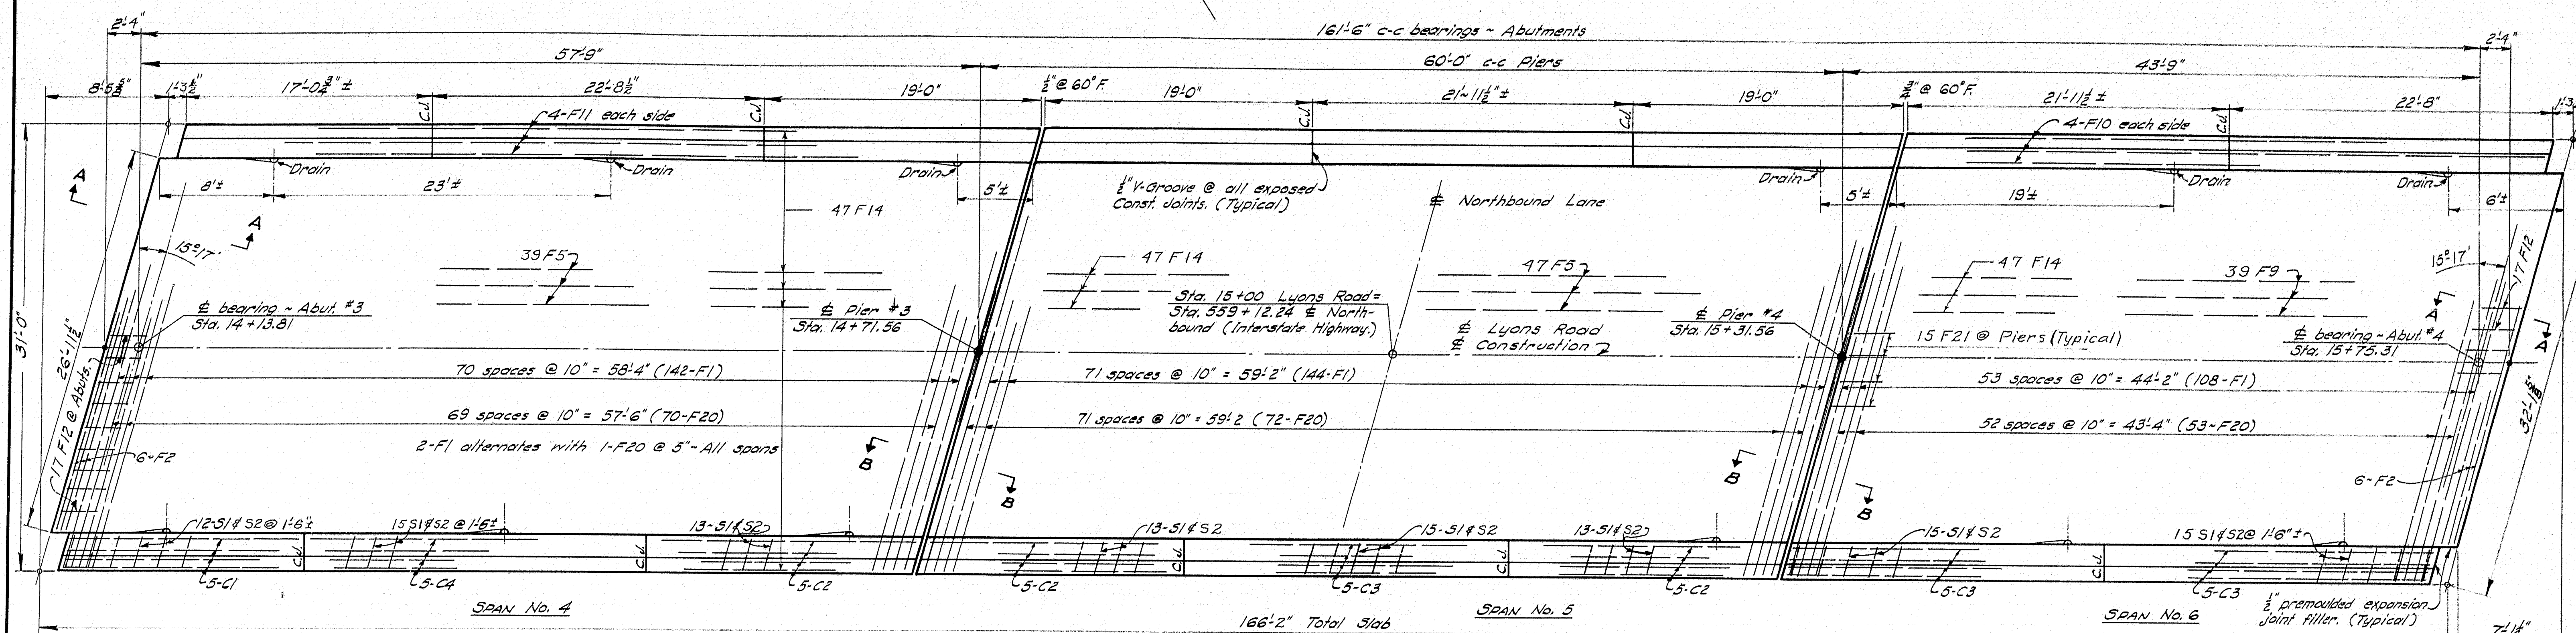 161'-6" c-c bearings ~ Abutments
2'-4"
2'-4"
57'-9"
60'-0" c-c Piers
43'-9"
8'-5 5/8"
1'-3 1/2"
17'-0 3/4" ±
22'-8 1/2"
19'-0"
1/2" @ 60° F.
19'-0"
21'-11 1/2" ±
19'-0"
3/4" @ 60° F.
21'-11 1/2" ±
22'-8"
C.J.
C.J.
C.J.
C.J.
C.J.
4-F11 each side
4-F10 each side
Drain
Drain
Drain
Drain
Drain
Drain
8'±
23'±
5'±
5'±
19'±
6'±
1/2" V-Groove @ all exposed
Const. Joints. (Typical)
℄ Northbound Lane
A
A
15°-17'
15°-17'
47 F14
39 F5
47 F14
47 F5
47 F14
39 F9
17 F12
A
A
℄ bearing ~ Abut. #3
Sta. 14+13.81
℄ Pier #3
Sta. 14+71.56
Sta. 15+00 Lyons Road =
Sta. 559+12.24 ℄ North-
bound (Interstate Highway.)
℄ Lyons Road
℄ Construction
℄ Pier #4
Sta. 15+31.56
15 F21 @ Piers (Typical)
℄ bearing ~ Abut. #4
Sta. 15+75.31
31'-0"
26'-11 1/2"
17 F12 @ Abuts.
32'-1 5/8"
70 spaces @ 10" = 58'-4" (142-F1)
71 spaces @ 10" = 59'-2" (144-F1)
53 spaces @ 10" = 44'-2" (108-F1)
69 spaces @ 10" = 57'-6" (70-F20)
71 spaces @ 10" = 59'-2 (72-F20)
52 spaces @ 10" = 43'-4" (53~F20)
2-F1 alternates with 1-F20 @ 5" ~ All spans
6~F2
6~F2
B
B
B
B
12-S1 ¢ S2 @ 1'-6"±
15 S1 ¢ S2 @ 1'-6±
13-S1 ¢ S2
13-S1 ¢ S2
15-S1 ¢ S2
13-S1 ¢ S2
15-S1 ¢ S2
15 S1 ¢ S2 @ 1'-6" ±
C.J.
C.J.
C.J.
C.J.
C.J.
5-C1
5-C4
5-C2
5-C2
5-C3
5-C2
5-C3
5-C3
SPAN No. 4
SPAN No. 5
SPAN No. 6
1/2" premoulded expansion
joint filler. (Typical)
166'-2" Total Slab